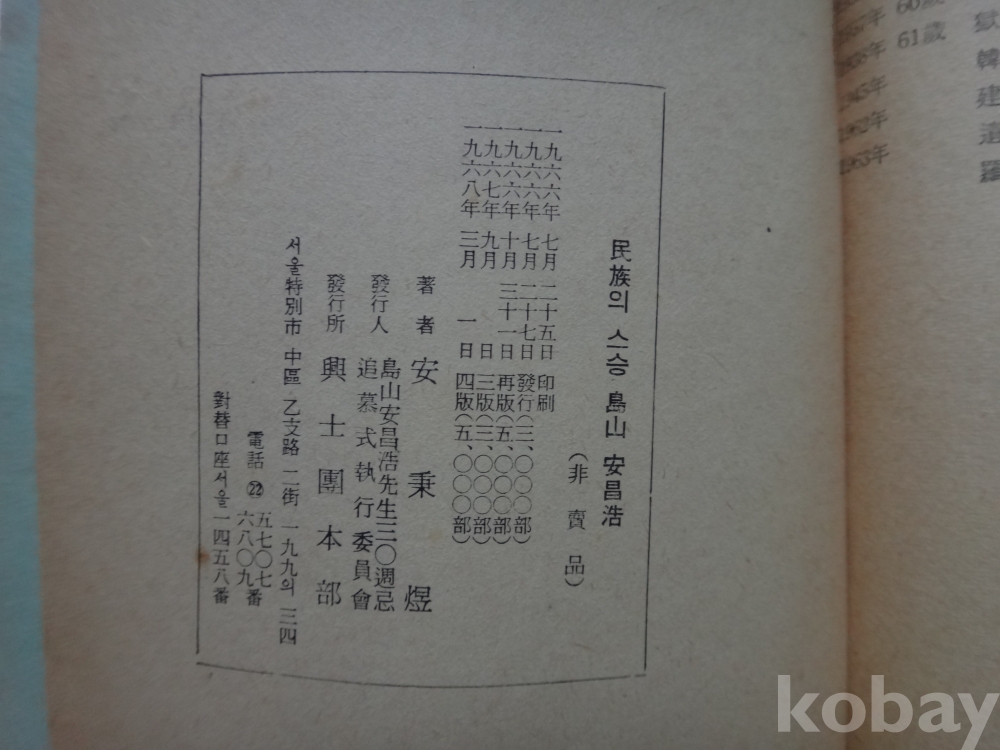 民族의 스승 島山 安昌浩
(非賣品)
一九六六年 七月 二十五日 印刷
一九六六年 七月 二十七日 發行(三、〇〇〇部)
一九六六年 十月 三十一日 再版(五、〇〇〇部)
一九六七年 九月 日 三版(三、〇〇〇部)
一九六八年 三月 一日 四版(五、〇〇〇部)
著者 安秉煜
發行人 島山安昌浩先生三〇週忌
追慕式執行委員會
發行所 興士團本部
서울特別市 中區 乙支路 二街 一九九의 三四
電話 ㉒ 五七〇七
六八〇九番
對替口座서울一四五八番
60歲
61歲
獄
韓
建
遺
羅
kobay